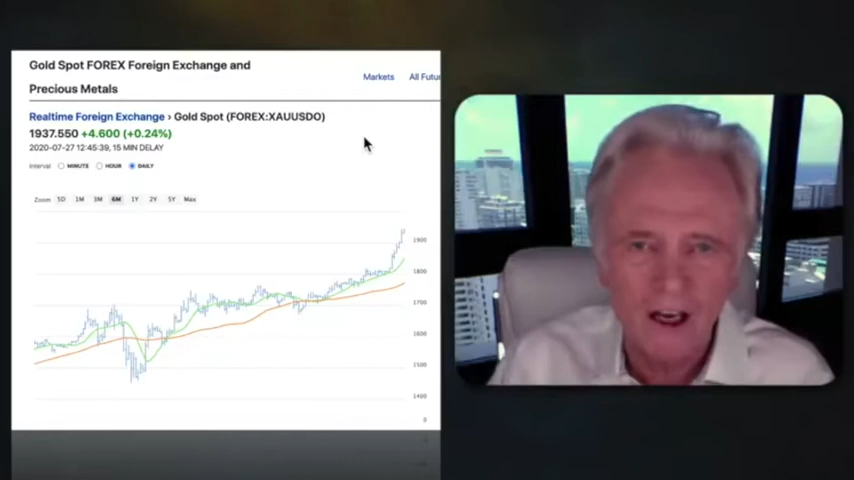 Gold Spot FOREX Foreign Exchange and
Precious Metals
Markets All Futu
Realtime Foreign Exchange › Gold Spot (FOREX:XAUUSDO)
1937.550 +4.600 (+0.24%)
2020-07-27 12:45:39, 15 MIN DELAY
Interval MINUTE HOUR DAILY
Zoom 5D 1M 3M 6M 1Y 2Y 5Y Max
1900
1800
1700
1600
1500
1400
0